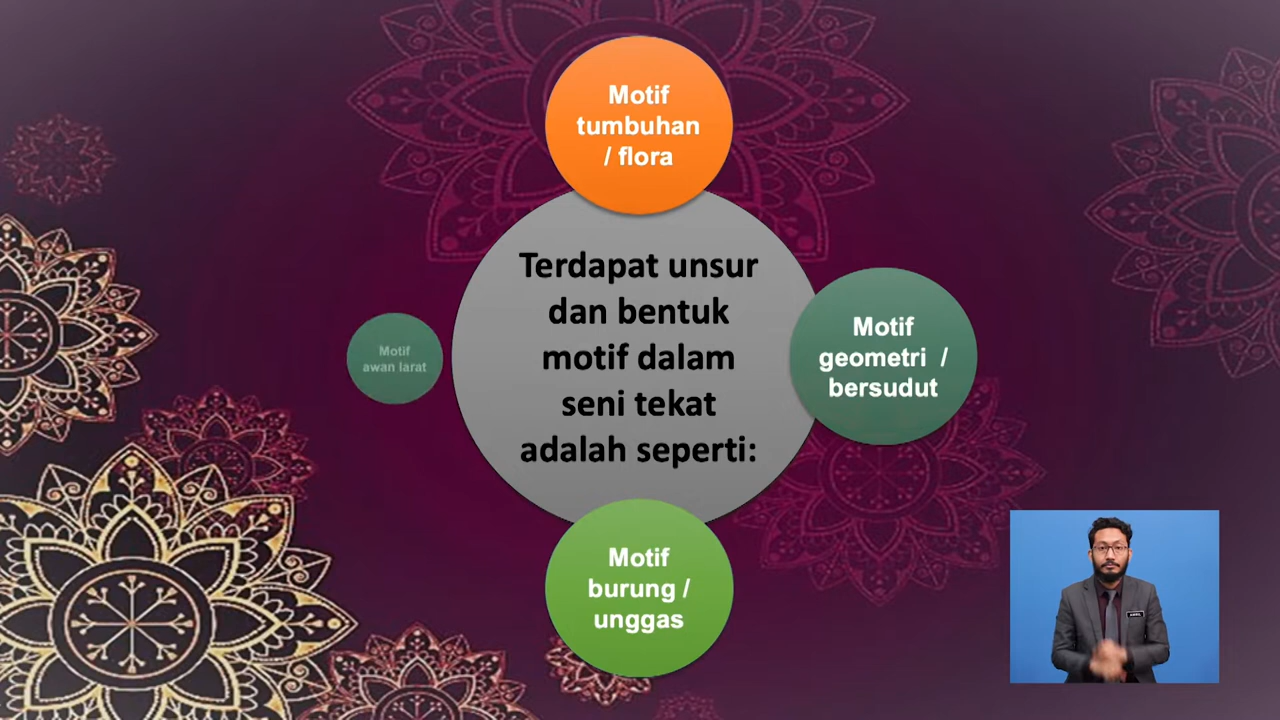 Motif
tumbuhan
/ flora
Terdapat unsur
dan bentuk
motif dalam
seni tekat
adalah seperti:
Motif
geometri /
bersudut
Motif
burung /
unggas
Motif
awan larat